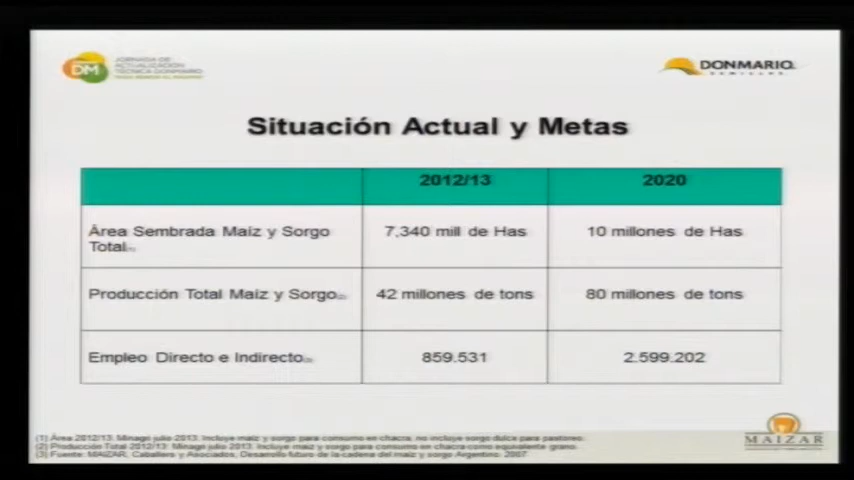 DM
JORNADA DE
ACTUALIZACIÓN
TÉCNICA DONMARIO
DONMARIO
SEMILLAS
Situación Actual y Metas
2012/13
2020
Área Sembrada Maíz y Sorgo
Total(1)
7,340 mill de Has
10 millones de Has
Producción Total Maíz y Sorgo(2)
42 millones de tons
80 millones de tons
Empleo Directo e Indirecto(3)
859.531
2.599.202
(1) Área 2012/13: Minagri julio 2013. Incluye maíz y sorgo para consumo en chacra, no incluye sorgo dulce para pastoreo.
(2) Producción Total 2012/13: Minagri julio 2013. Incluye maíz y sorgo para consumo en chacra como equivalente grano.
(3) Fuente: MAIZAR, Caballero y Asociados, Desarrollo futuro de la cadena del maíz y sorgo Argentino. 2007
MAIZAR